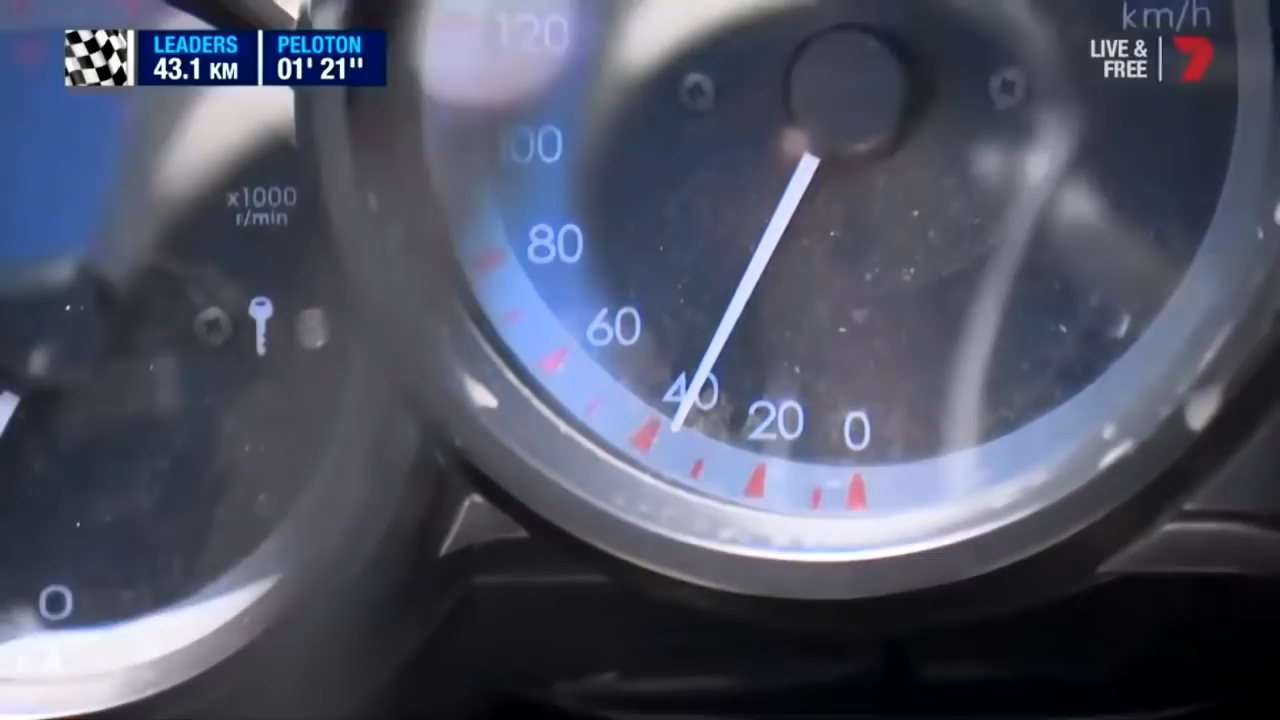 LEADERS
43.1 KM
PELOTON
01' 21"
LIVE &
FREE
7
km/h
120
100
80
60
40
20
0
x1000
r/min
0